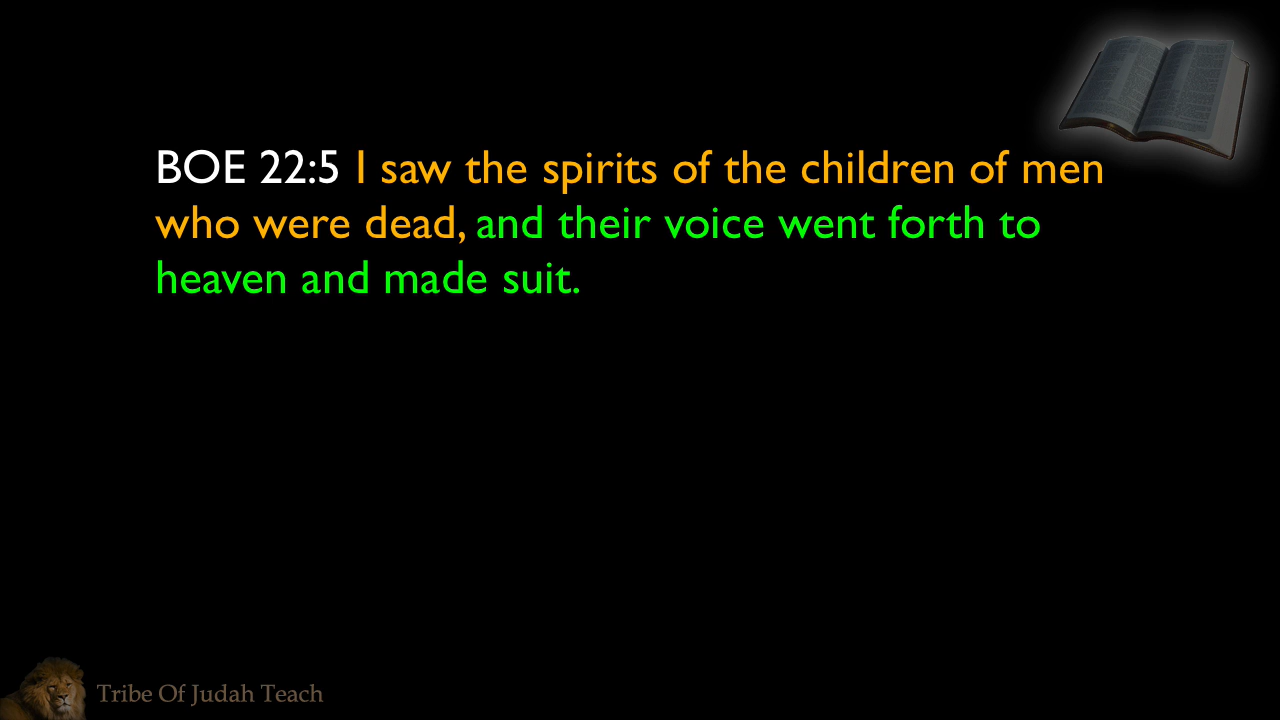 BOE 22:5 I saw the spirits of the children of men
who were dead, and their voice went forth to
heaven and made suit.
Tribe Of Judah Teach